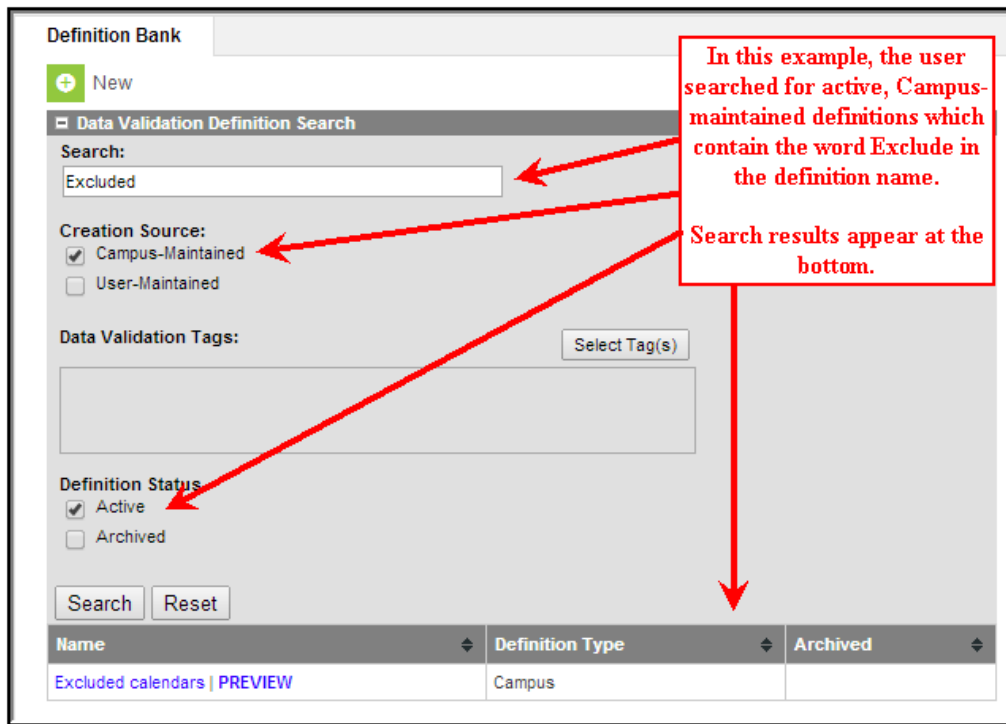 Definition Bank
New
Data Validation Definition Search
Search:
Excluded
Creation Source:
Campus-Maintained
User-Maintained
Data Validation Tags:
Select Tag(s)
Definition Status
Active
Archived
Search Reset
Name Definition Type Archived
Excluded calendars | PREVIEW Campus
In this example, the user
searched for active, Campus-
maintained definitions which
contain the word Exclude in
the definition name.
Search results appear at the
bottom.